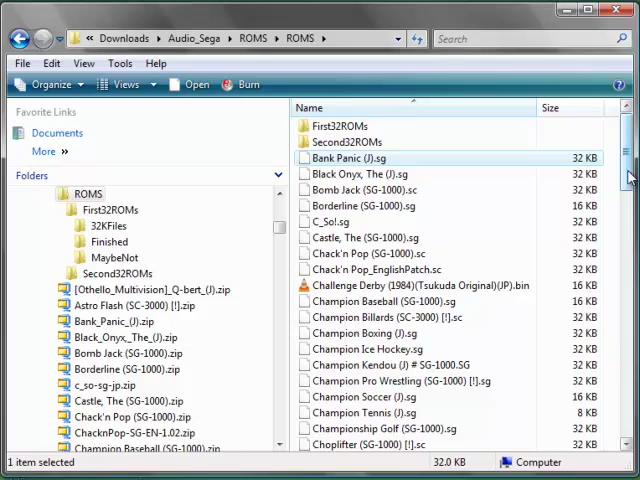 « Downloads ▸ Audio_Sega ▸ ROMS ▸ ROMS ▸
Search
File Edit View Tools Help
Organize Views Open Burn
Favorite Links
Documents
More »
Folders
ROMS
First32ROMs
32KFiles
Finished
MaybeNot
Second32ROMs
[Othello_Multivision]_Q-bert_(J).zip
Astro Flash (SC-3000) [!].zip
Bank_Panic_(J).zip
Black_Onyx,_The_(J).zip
Bomb Jack (SG-1000).zip
Borderline (SG-1000).zip
c_so-sg-jp.zip
Castle, The (SG-1000).zip
Chack'n Pop (SG-1000).zip
ChacknPop-SG-EN-1.02.zip
Champion Baseball (SG-1000).zip
Name Size
First32ROMs
Second32ROMs
Bank Panic (J).sg 32 KB
Black Onyx, The (J).sg 32 KB
Bomb Jack (SG-1000).sc 32 KB
Borderline (SG-1000).sg 16 KB
C_So!.sg 32 KB
Castle, The (SG-1000).sg 32 KB
Chack'n Pop (SG-1000).sc 32 KB
Chack'n Pop_EnglishPatch.sc 32 KB
Challenge Derby (1984)(Tsukuda Original)(JP).bin 16 KB
Champion Baseball (SG-1000).sg 16 KB
Champion Billards (SC-3000) [!].sc 32 KB
Champion Boxing (J).sg 32 KB
Champion Ice Hockey.sg 32 KB
Champion Kendou (J) # SG-1000.SG 32 KB
Champion Pro Wrestling (SG-1000) [!].sg 32 KB
Champion Soccer (J).sg 16 KB
Champion Tennis (J).sg 8 KB
Championship Golf (SG-1000).sg 32 KB
Choplifter (SG-1000) [!].sc 32 KB
1 item selected 32.0 KB Computer